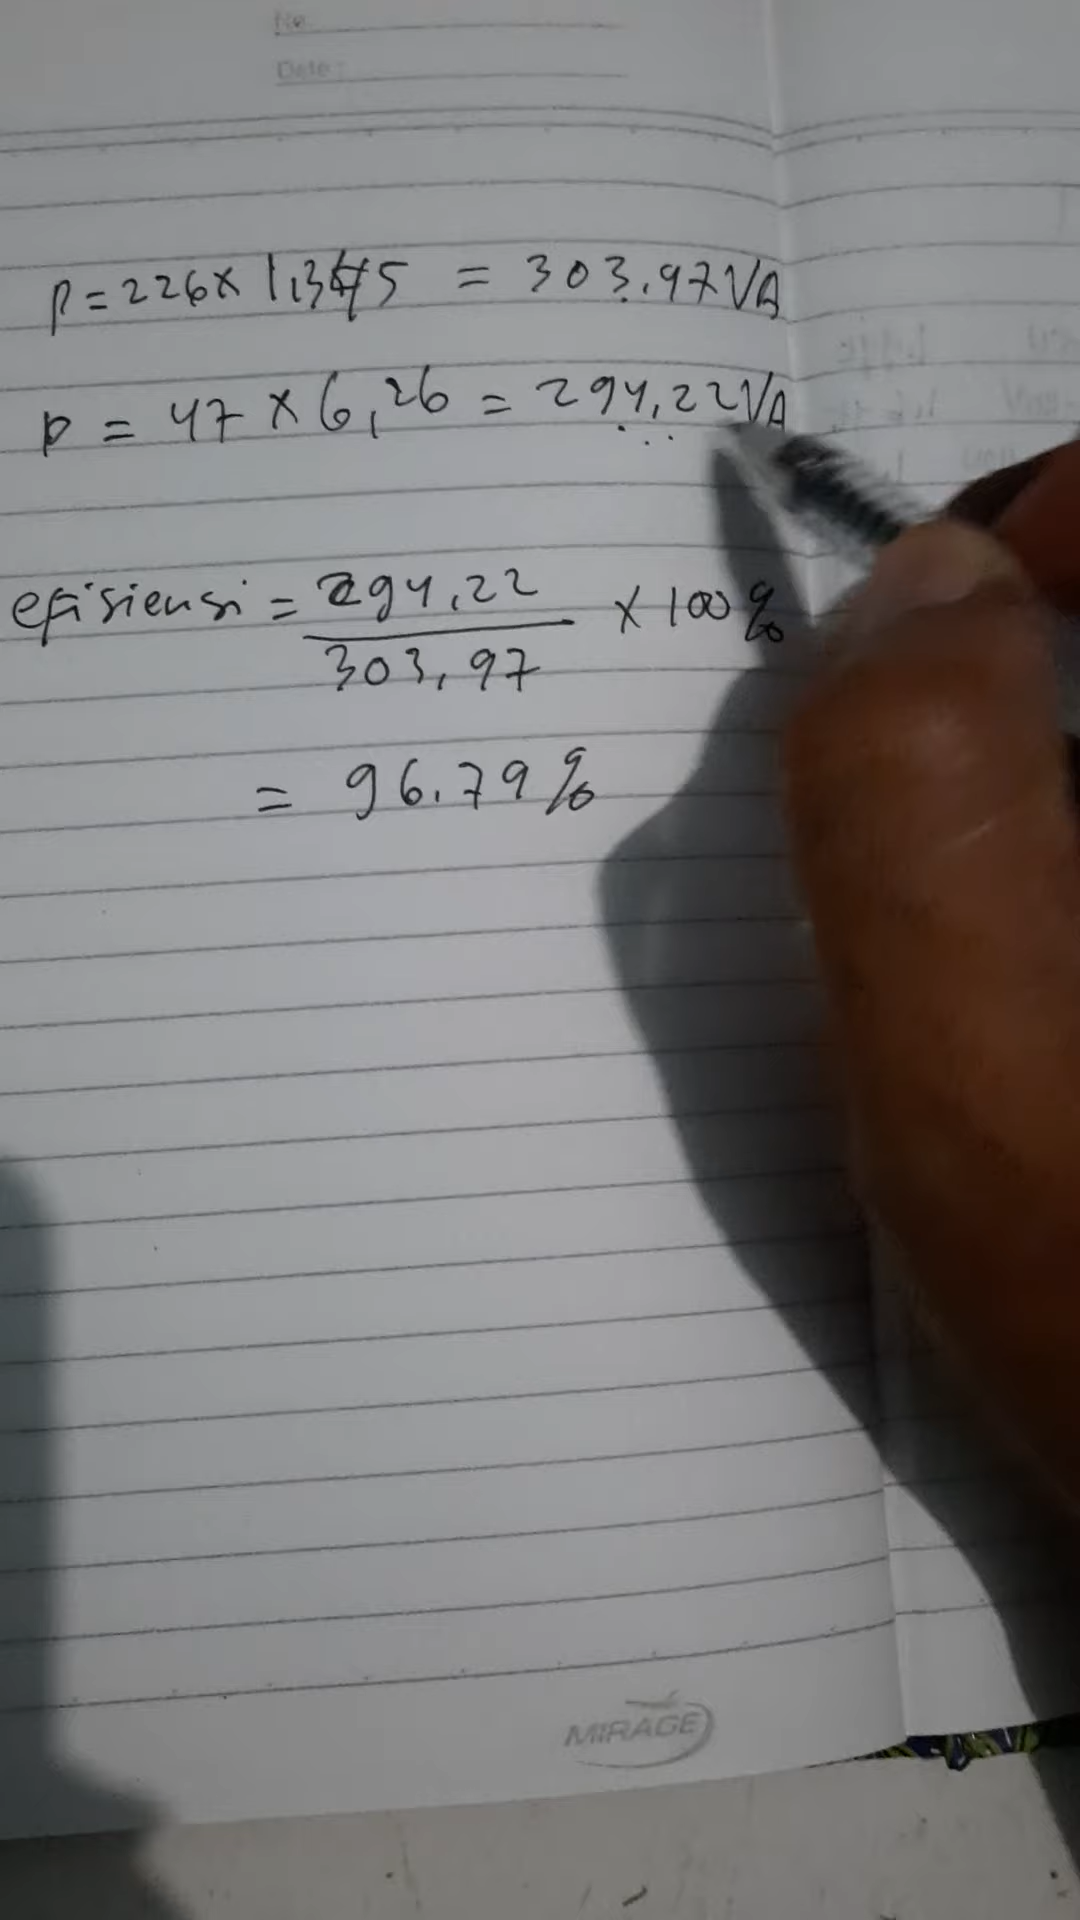 No.
Date :
P = 226 x 1,345 = 303.97 VA
P = 47 x 6,26 = 294,22 VA
efisiensi = 294,22 x 100 %
303,97
= 96.79 %
MIRAGE